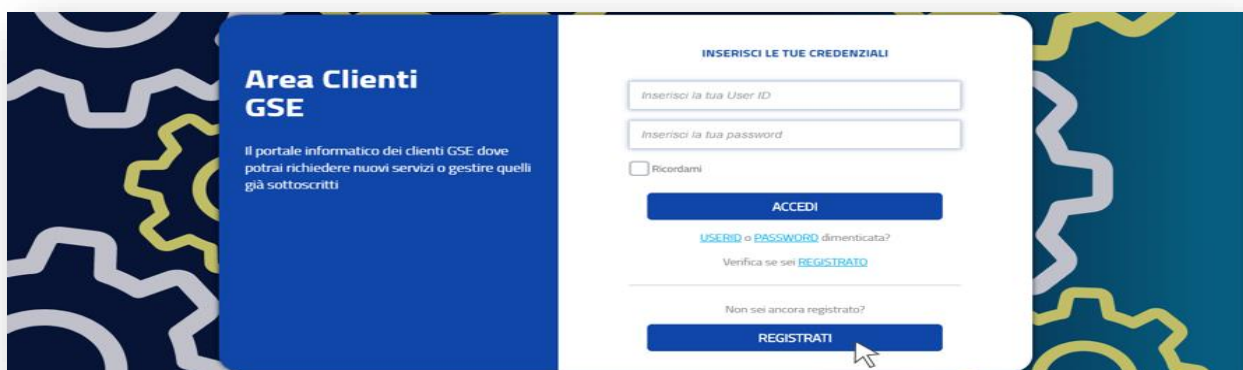 Area Clienti
GSE
Il portale informatico dei clienti GSE dove
potrai richiedere nuovi servizi o gestire quelli
già sottoscritti
INSERISCI LE TUE CREDENZIALI
Inserisci la tua User ID
Inserisci la tua password
Ricordami
ACCEDI
USERID o PASSWORD dimenticata?
Verifica se sei REGISTRATO
Non sei ancora registrato?
REGISTRATI